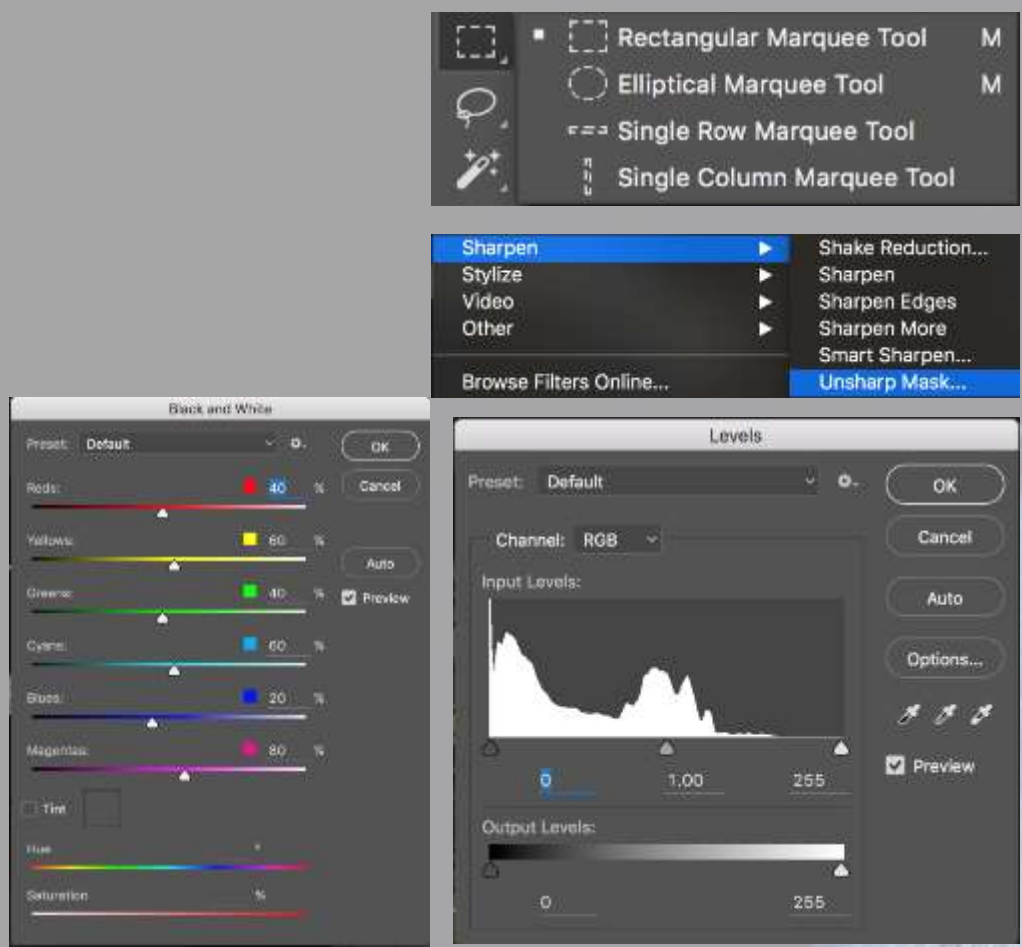 Rectangular Marquee Tool M
Elliptical Marquee Tool M
Single Row Marquee Tool
Single Column Marquee Tool
Sharpen
Stylize
Video
Other
Browse Filters Online...
Shake Reduction...
Sharpen
Sharpen Edges
Sharpen More
Smart Sharpen...
Unsharp Mask...
Black and White
Preset: Default
OK
Cancel
Auto
Preview
Reds: 40 %
Yellows: 60 %
Greens: 40 %
Cyans: 60 %
Blues: 20 %
Magentas: 80 %
Tint
Hue °
Saturation %
Levels
Preset: Default
OK
Cancel
Auto
Options...
Preview
Channel: RGB
Input Levels:
0 1.00 255
Output Levels:
0 255